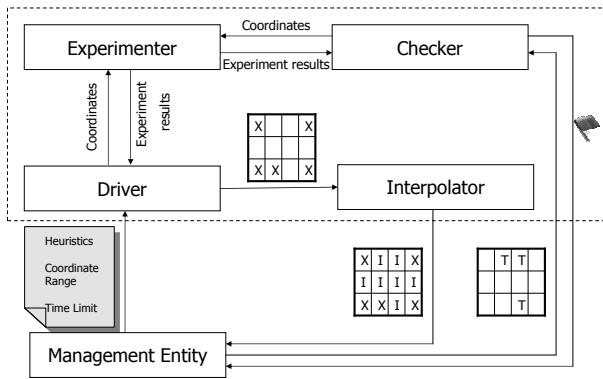 Coordinates
Experimenter
Checker
Experiment results
Coordinates
Experiment
results
X X
X X X
Driver
Interpolator
Heuristics
Coordinate
Range
Time Limit
X I I X
I I I I
X X I X
T T
T
Management Entity